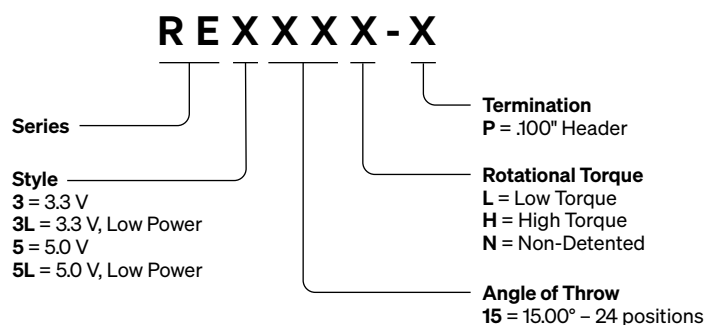 R E X X X X - X
Series
Style
3 = 3.3 V
3L = 3.3 V, Low Power
5 = 5.0 V
5L = 5.0 V, Low Power
Termination
P = .100" Header
Rotational Torque
L = Low Torque
H = High Torque
N = Non-Detented
Angle of Throw
15 = 15.00° – 24 positions